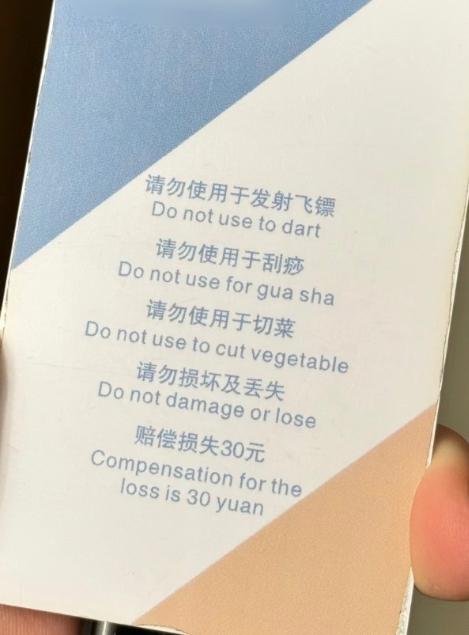 请勿使用于发射飞镖
Do not use to dart
请勿使用于刮痧
Do not use for gua sha
请勿使用于切菜
Do not use to cut vegetable
请勿损坏及丢失
Do not damage or lose
赔偿损失30元
Compensation for the
loss is 30 yuan